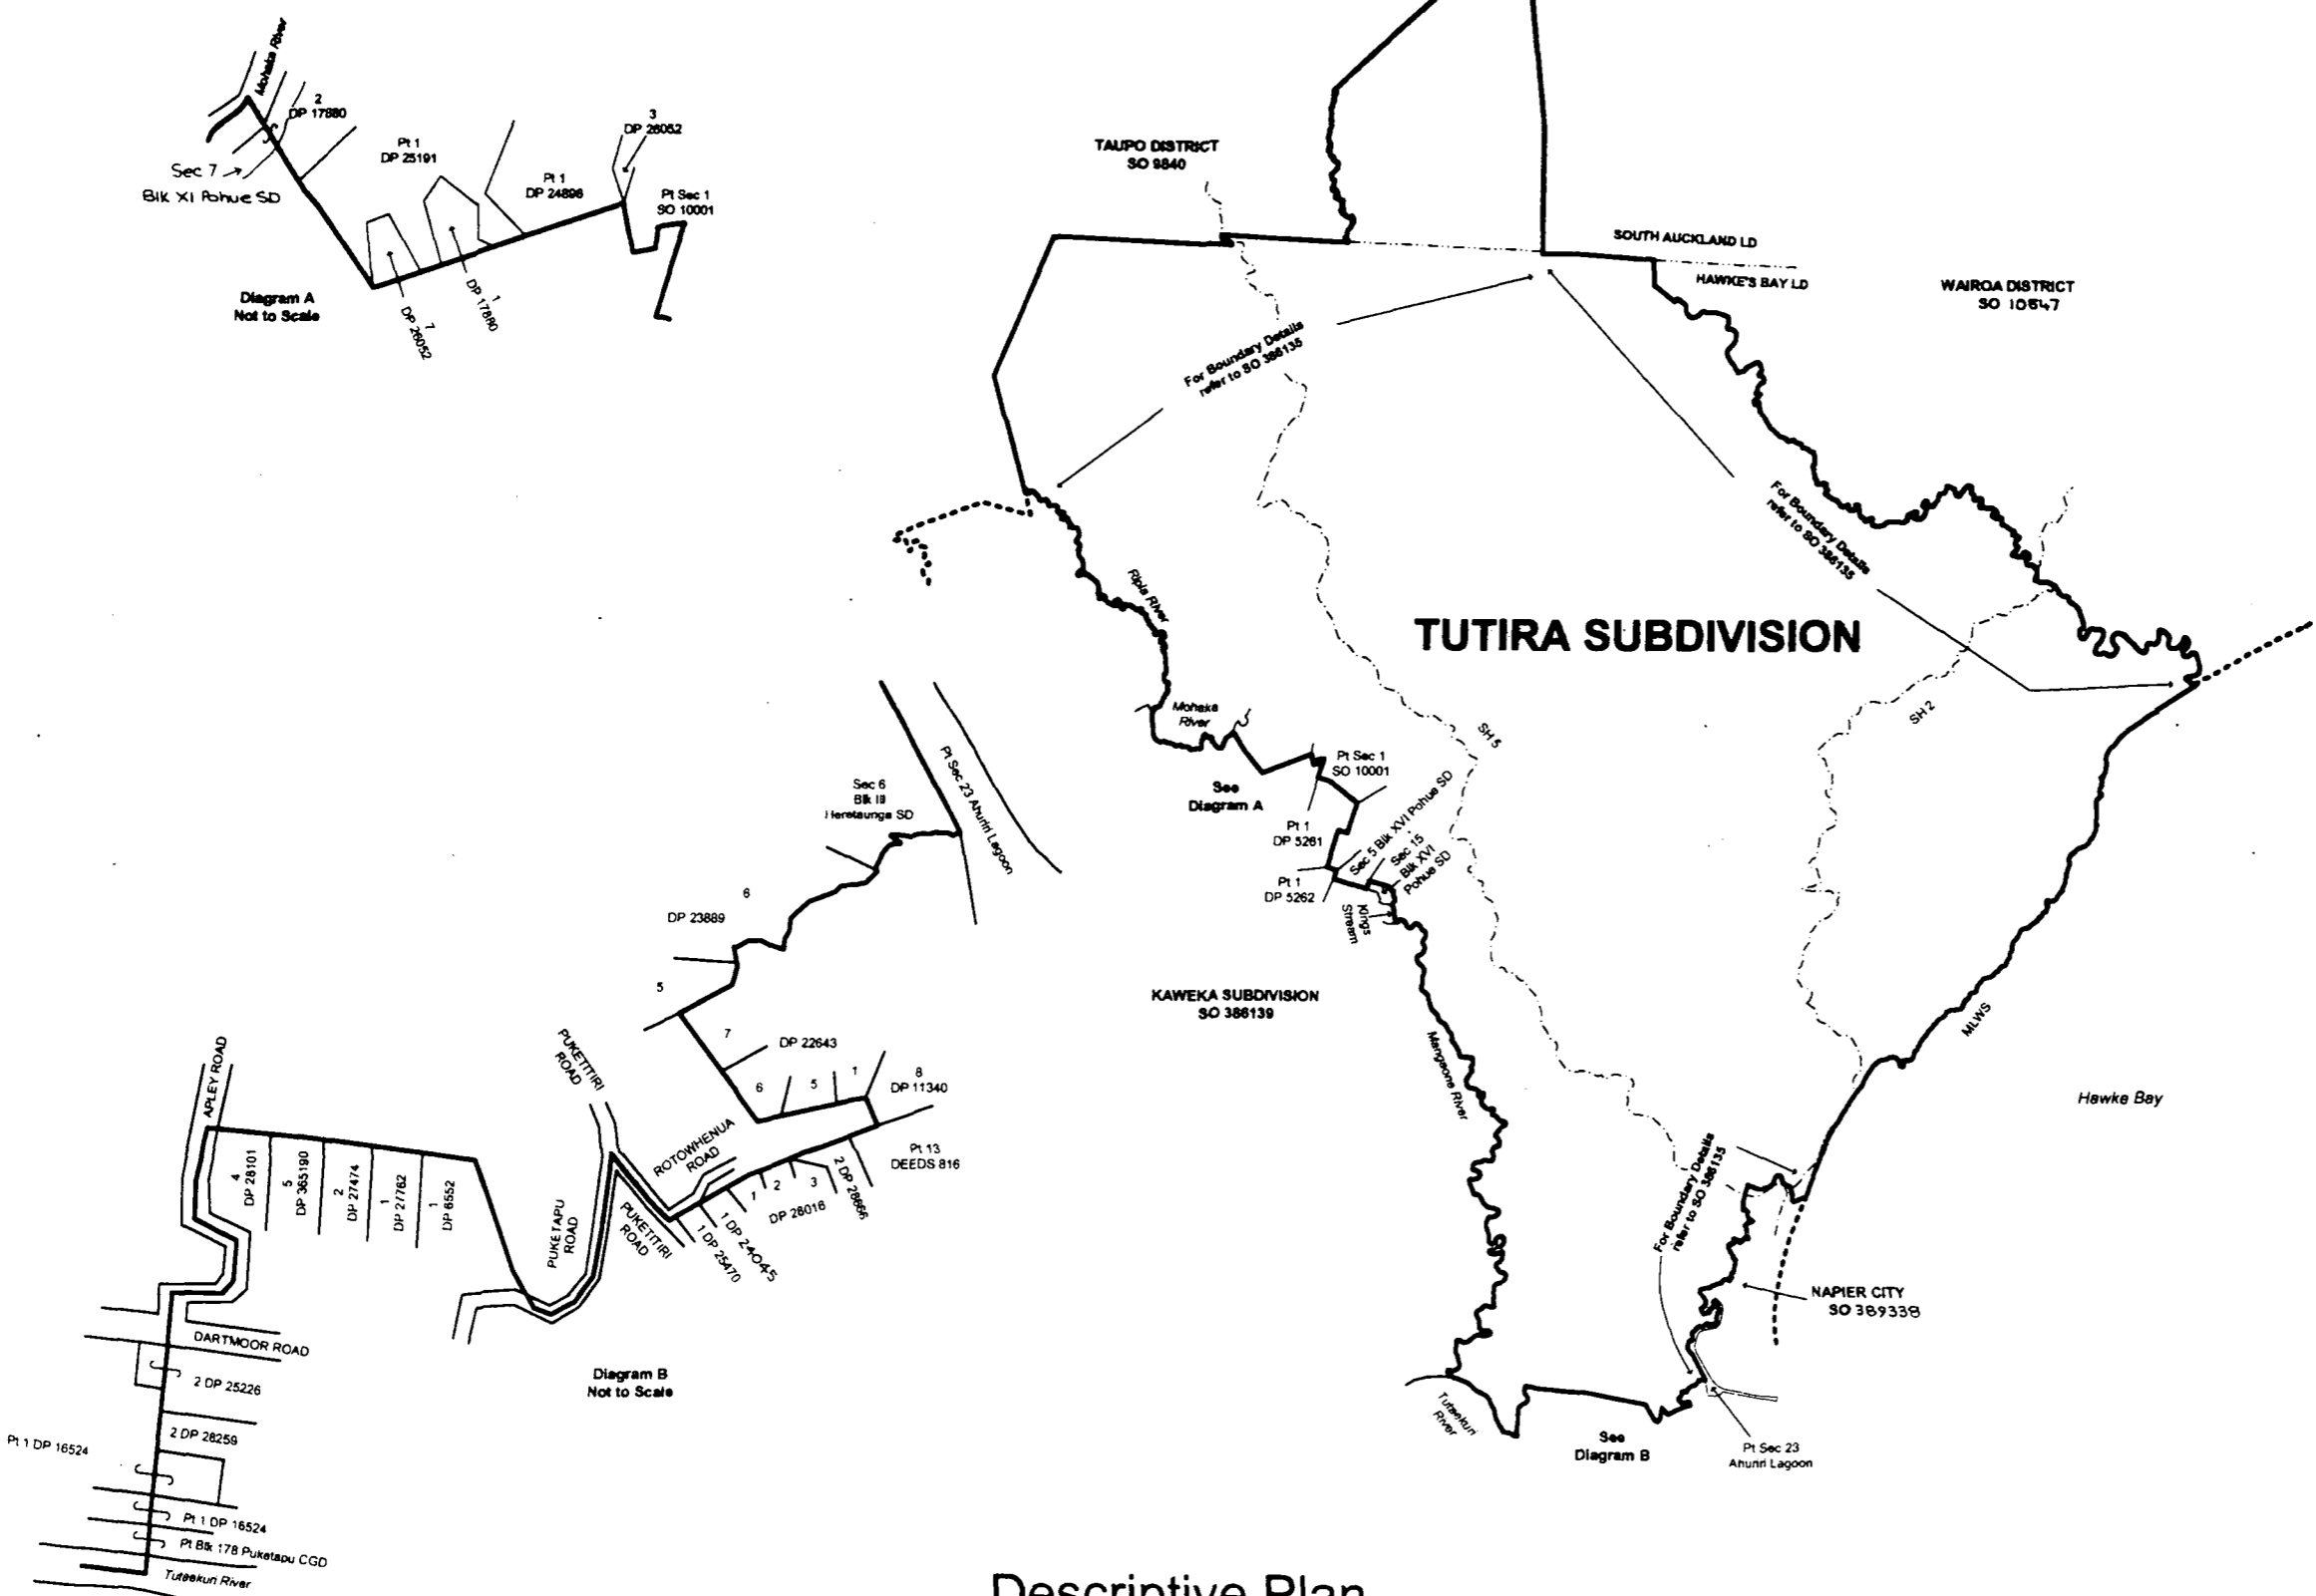 Mohaka River
2
DP 17880
Sec 7
Blk XI Pohue SD
Pt 1
DP 25191
3
DP 26052
Pt 1
DP 24896
Pt Sec 1
SO 10001
1
DP 17880
7
DP 26052
Diagram A
Not to Scale
TAUPO DISTRICT
SO 9840
SOUTH AUCKLAND LD
HAWKE'S BAY LD
WAIROA DISTRICT
SO 10547
For Boundary Details
refer to SO 386135
For Boundary Details
refer to SO 386135
Ripia River
TUTIRA SUBDIVISION
Mohaka
River
SH 5
SH 2
See
Diagram A
Pt Sec 1
SO 10001
Pt 1
DP 5261
Sec 5 Blk XVI Pohue SD
Sec 15
Blk XVI
Pohue SD
Pt 1
DP 5262
Kings
Stream
KAWEKA SUBDIVISION
SO 386139
Mangaone River
MLWS
Hawke Bay
For Boundary Details
refer to SO 386135
NAPIER CITY
SO 389338
Tutaekuri
River
See
Diagram B
Pt Sec 23
Ahuriri Lagoon
Sec 6
Blk III
Heretaunga SD
Pt Sec 23 Ahuriri Lagoon
6
DP 23889
5
7
DP 22643
6
5
1
8
DP 11340
Pt 13
DEEDS 816
PUKETITIRI
ROAD
ROTOWHENUA
ROAD
2 DP 28666
3
2
1
DP 28016
1 DP 24045
1 DP 25470
PUKETITIRI
ROAD
PUKETAPU
ROAD
APLEY ROAD
4
DP 28101
5
DP 365190
2
DP 27474
1
DP 27762
1
DP 6552
DARTMOOR ROAD
2 DP 25226
2 DP 28259
Pt 1 DP 16524
Pt 1 DP 16524
Pt Blk 178 Puketapu CGD
Tutaekuri River
Diagram B
Not to Scale
Descriptive Plan